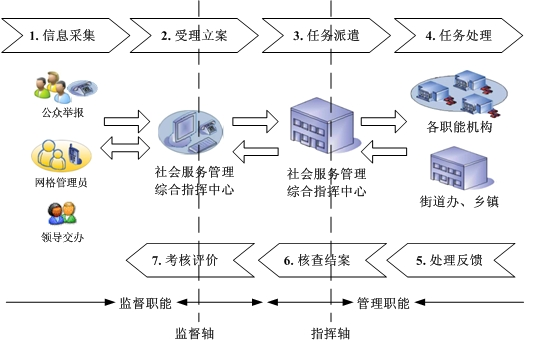 1. 信息采集
2. 受理立案
3. 任务派遣
4. 任务处理
公众举报
网格管理员
领导交办
社会服务管理
综合指挥中心
社会服务管理
综合指挥中心
各职能机构
街道办、乡镇
7. 考核评价
6. 核查结案
5. 处理反馈
监督职能
管理职能
监督轴
指挥轴